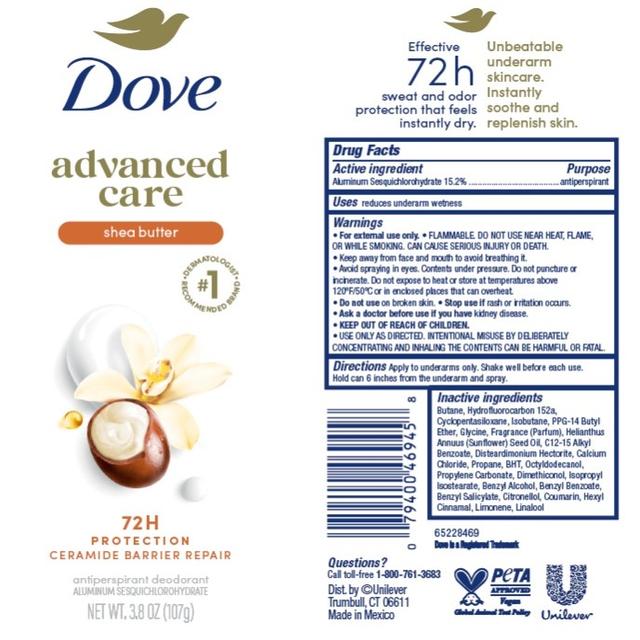 Dove
advanced
care
shea butter
DERMATOLOGIST
#1
RECOMMENDED BRAND
72H
PROTECTION
CERAMIDE BARRIER REPAIR
antiperspirant deodorant
ALUMINUM SESQUICHLOROHYDRATE
NET WT. 3.8 OZ (107g)
Effective
72h
sweat and odor
protection that feels
instantly dry.
Unbeatable
underarm
skincare.
Instantly
soothe and
replenish skin.
Drug Facts
Active ingredient Purpose
Aluminum Sesquichlorohydrate 15.2% ........................................ antiperspirant
Uses reduces underarm wetness
Warnings
• For external use only. • FLAMMABLE. DO NOT USE NEAR HEAT, FLAME,
OR WHILE SMOKING. CAN CAUSE SERIOUS INJURY OR DEATH.
• Keep away from face and mouth to avoid breathing it.
• Avoid spraying in eyes. Contents under pressure. Do not puncture or
incinerate. Do not expose to heat or store at temperatures above
120°F/50°C or in enclosed places that can overheat.
• Do not use on broken skin. • Stop use if rash or irritation occurs.
• Ask a doctor before use if you have kidney disease.
• KEEP OUT OF REACH OF CHILDREN.
• USE ONLY AS DIRECTED. INTENTIONAL MISUSE BY DELIBERATELY
CONCENTRATING AND INHALING THE CONTENTS CAN BE HARMFUL OR FATAL.
Directions Apply to underarms only. Shake well before each use.
Hold can 6 inches from the underarm and spray.
Inactive ingredients
Butane, Hydrofluorocarbon 152a,
Cyclopentasiloxane, Isobutane, PPG-14 Butyl
Ether, Glycine, Fragrance (Parfum), Helianthus
Annuus (Sunflower) Seed Oil, C12-15 Alkyl
Benzoate, Disteardimonium Hectorite, Calcium
Chloride, Propane, BHT, Octyldodecanol,
Propylene Carbonate, Dimethiconol, Isopropyl
Isostearate, Benzyl Alcohol, Benzyl Benzoate,
Benzyl Salicylate, Citronellol, Coumarin, Hexyl
Cinnamal, Limonene, Linalool
0 79400 46945 8
65228469
Dove is a Registered Trademark
Questions?
Call toll-free 1-800-761-3683
Dist. by ©Unilever
Trumbull, CT 06611
Made in Mexico
PETA
APPROVED
Vegan
Global Animal Test Policy
Unilever